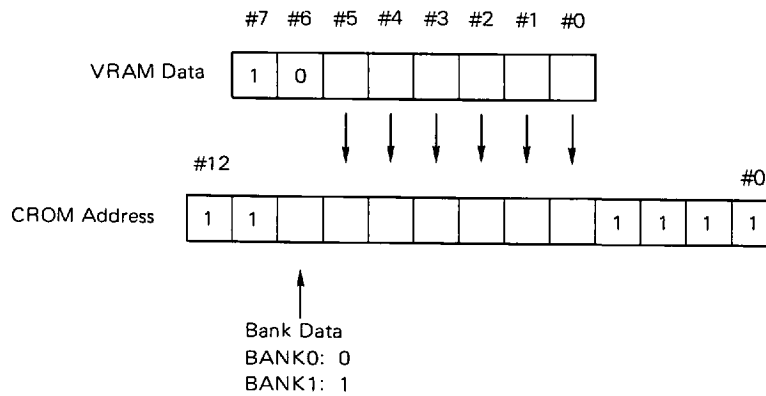 #7 #6 #5 #4 #3 #2 #1 #0
VRAM Data 1 0
#12 #0
CROM Address 1 1 1 1 1 1
Bank Data
BANK0: 0
BANK1: 1